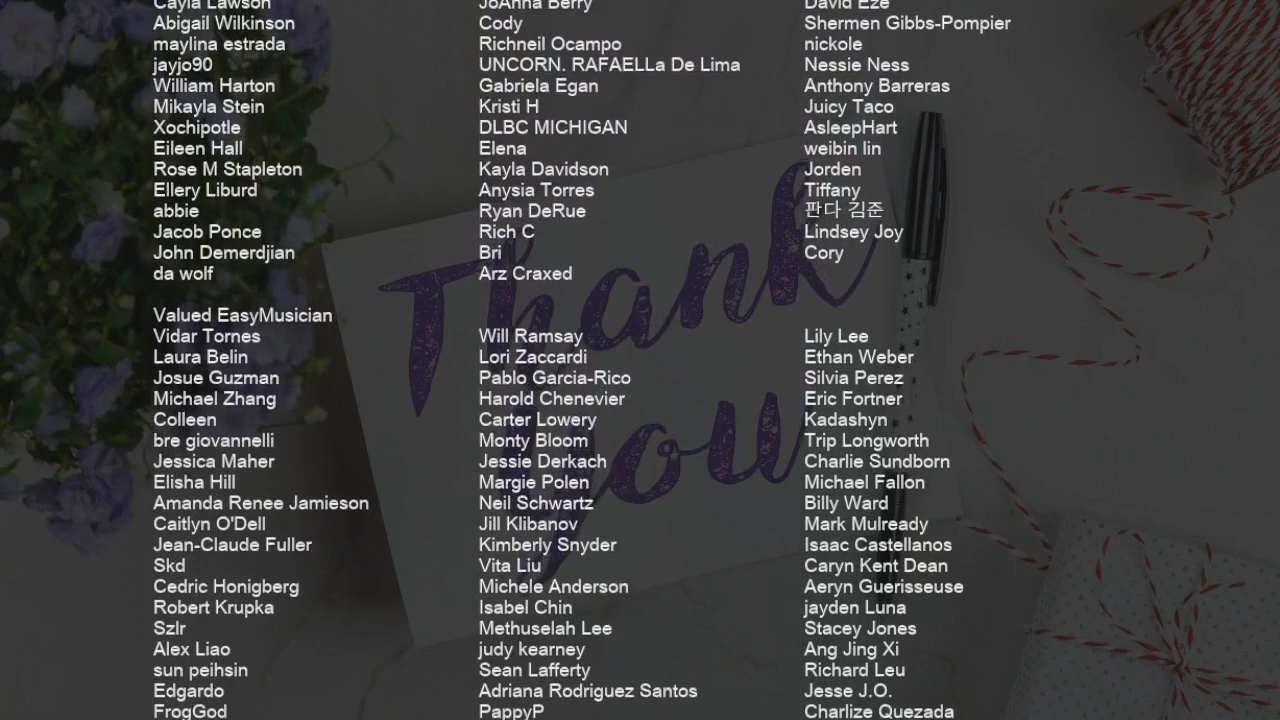 Cayla Lawson JoAnna Berry David Eze
Abigail Wilkinson Cody Shermen Gibbs-Pompier
maylina estrada Richneil Ocampo nickole
jayjo90 UNCORN. RAFAELLa De Lima Nessie Ness
William Harton Gabriela Egan Anthony Barreras
Mikayla Stein Kristi H Juicy Taco
Xochipotle DLBC MICHIGAN AsleepHart
Eileen Hall Elena weibin lin
Rose M Stapleton Kayla Davidson Jorden
Ellery Liburd Anysia Torres Tiffany
abbie Ryan DeRue 판다 김준
Jacob Ponce Rich C Lindsey Joy
John Demerdjian Bri Cory
da wolf Arz Craxed
Thank
you
Valued EasyMusician
Vidar Tornes Will Ramsay Lily Lee
Laura Belin Lori Zaccardi Ethan Weber
Josue Guzman Pablo Garcia-Rico Silvia Perez
Michael Zhang Harold Chenevier Eric Fortner
Colleen Carter Lowery Kadashyn
bre giovannelli Monty Bloom Trip Longworth
Jessica Maher Jessie Derkach Charlie Sundborn
Elisha Hill Margie Polen Michael Fallon
Amanda Renee Jamieson Neil Schwartz Billy Ward
Caitlyn O'Dell Jill Klibanov Mark Mulready
Jean-Claude Fuller Kimberly Snyder Isaac Castellanos
Skd Vita Liu Caryn Kent Dean
Cedric Honigberg Michele Anderson Aeryn Guerisseuse
Robert Krupka Isabel Chin jayden Luna
Szlr Methuselah Lee Stacey Jones
Alex Liao judy kearney Ang Jing Xi
sun peihsin Sean Lafferty Richard Leu
Edgardo Adriana Rodriguez Santos Jesse J.O.
FrogGod PappyP Charlize Quezada